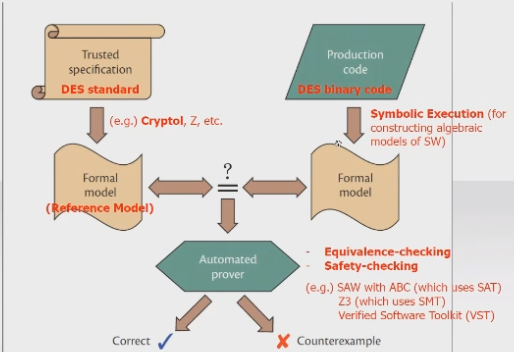 Trusted
specification
DES standard
Production
code
DES binary code
(e.g.) Cryptol, Z, etc.
Symbolic Execution (for
constructing algebraic
models of SW)
Formal
model
(Reference Model)
?
=
Formal
model
Automated
prover
- Equivalence-checking
- Safety-checking
(e.g.) SAW with ABC (which uses SAT)
Z3 (which uses SMT)
Verified Software Toolkit (VST)
Correct ✓
✗ Counterexample